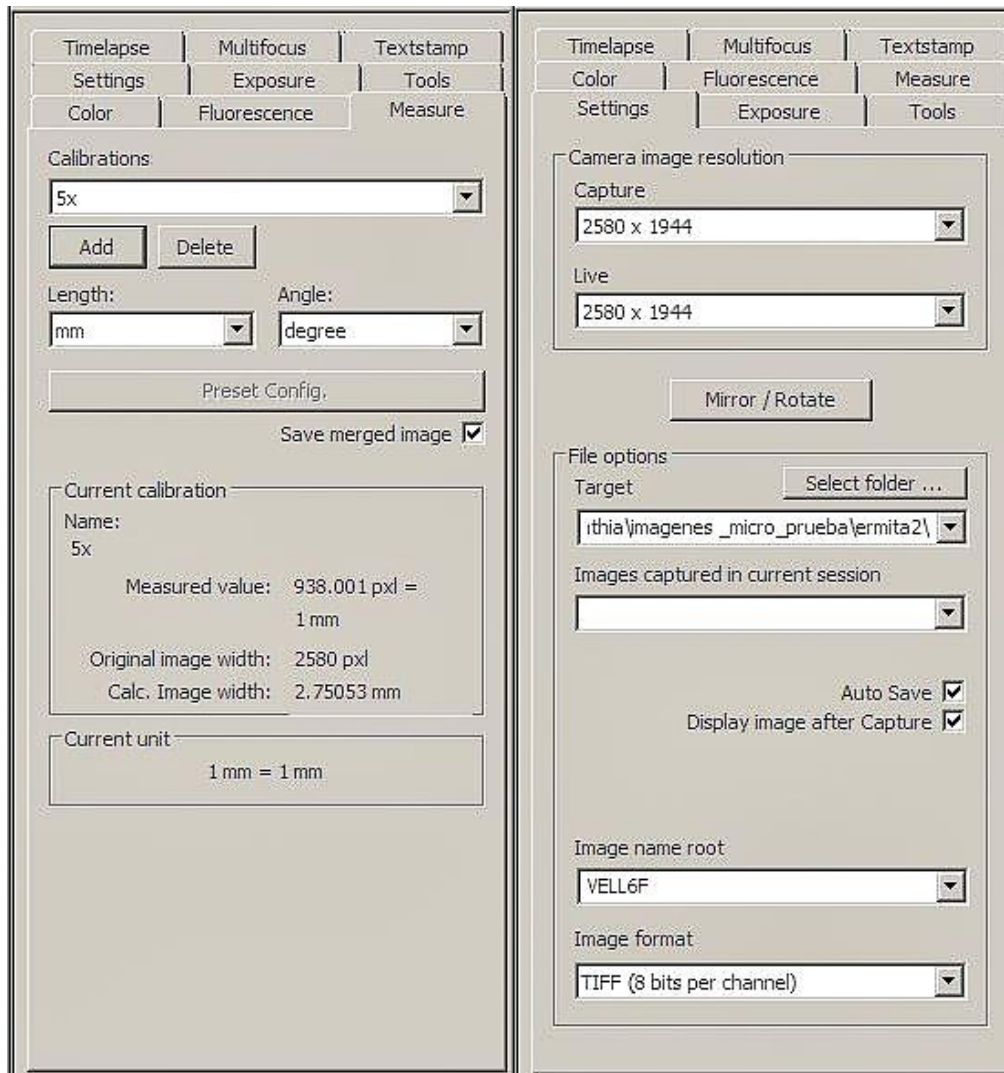 Timelapse Multifocus Textstamp
Settings Exposure Tools
Color Fluorescence Measure
Calibrations
5x
Add Delete
Length: Angle:
mm degree
Preset Config.
Save merged image
Current calibration
Name:
5x
Measured value: 938.001 pxl =
1 mm
Original image width: 2580 pxl
Calc. Image width: 2.75053 mm
Current unit
1 mm = 1 mm
Timelapse Multifocus Textstamp
Color Fluorescence Measure
Settings Exposure Tools
Camera image resolution
Capture
2580 x 1944
Live
2580 x 1944
Mirror / Rotate
File options
Target Select folder ...
ithia\imagenes _micro_prueba\ermita2\
Images captured in current session
Auto Save
Display image after Capture
Image name root
VELL6F
Image format
TIFF (8 bits per channel)